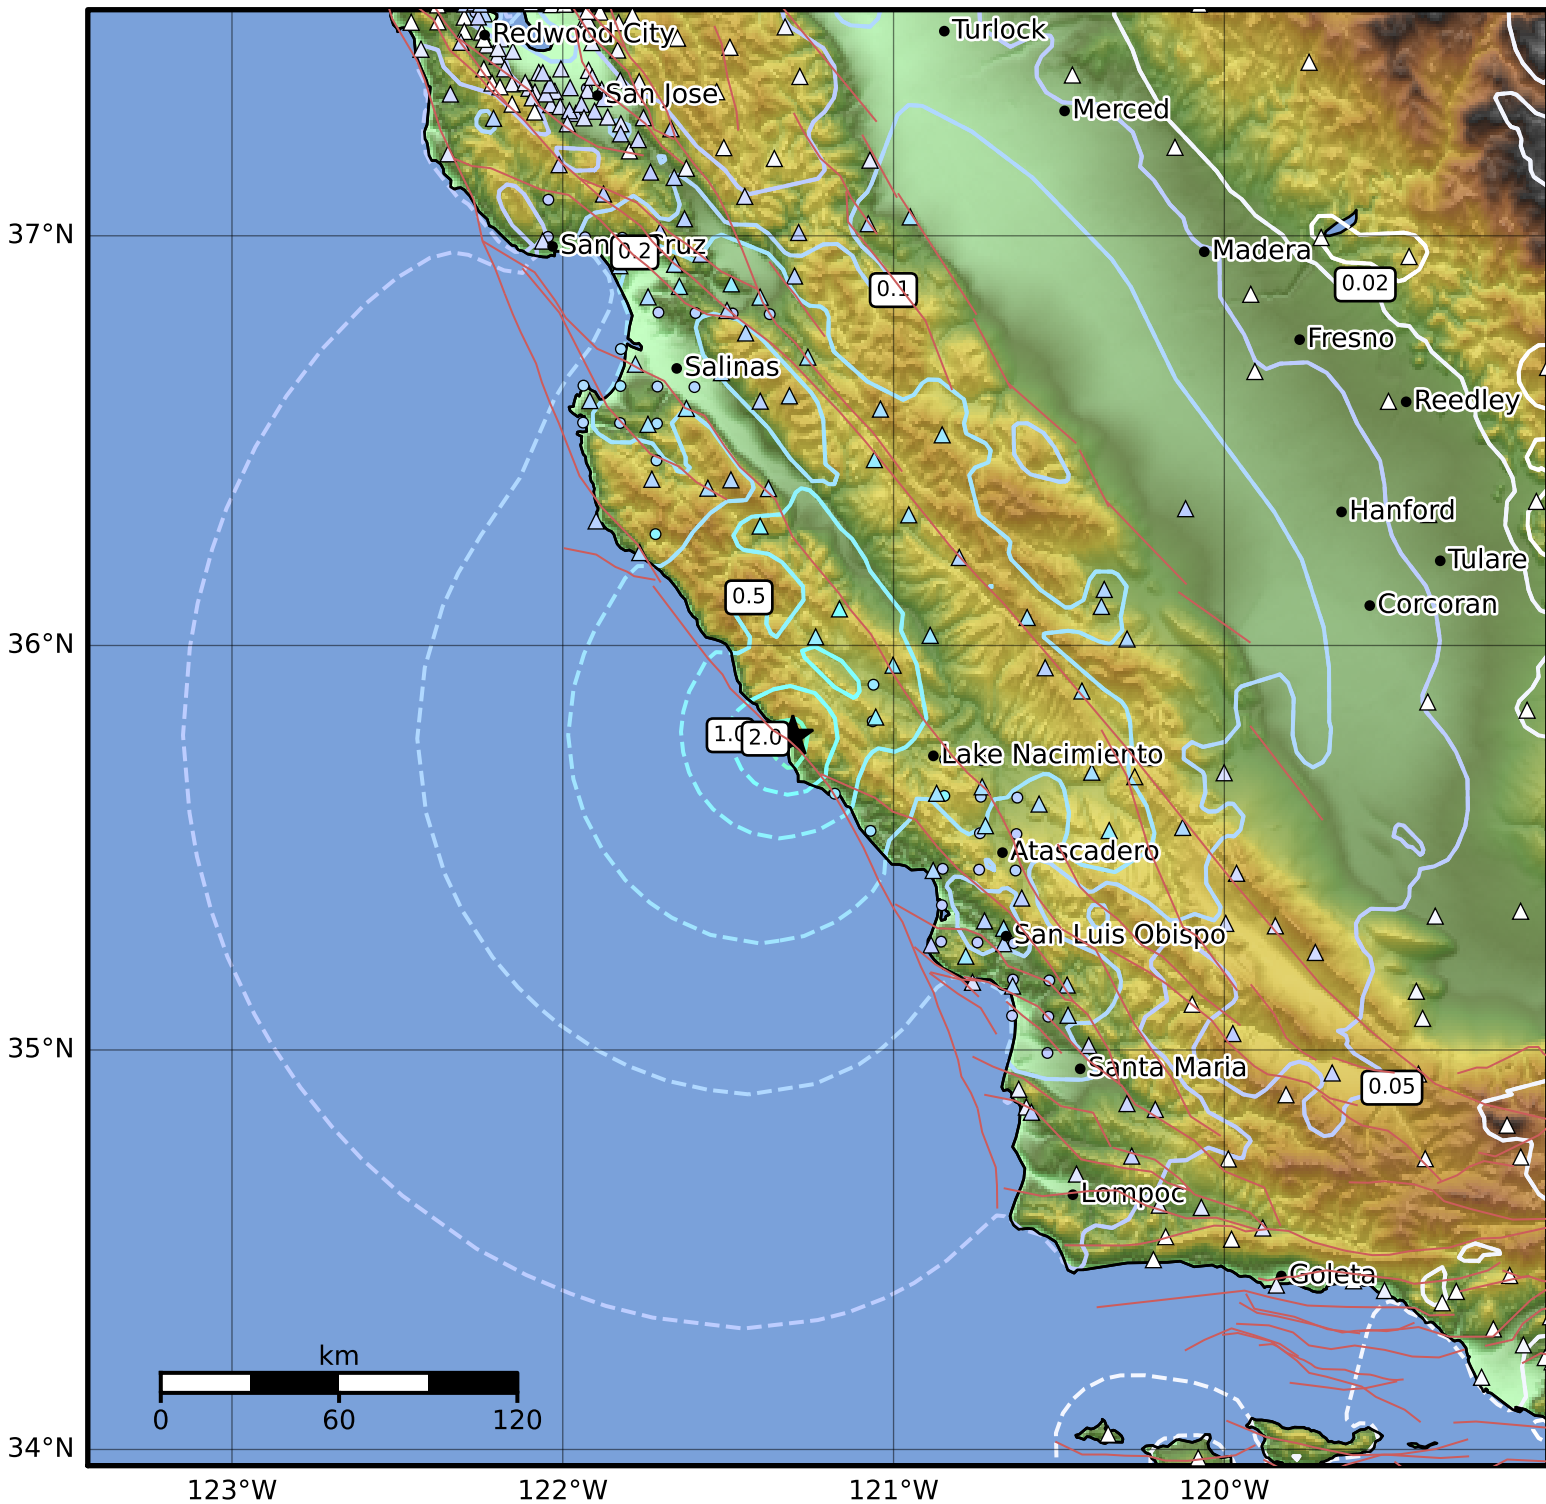 Redwood City
Turlock
San Jose
Merced
37°N
Santa Cruz
0.2
Madera
0.1
0.02
Fresno
Salinas
Reedley
Hanford
Tulare
0.5
Corcoran
36°N
1.0
2.0
Lake Nacimiento
Atascadero
San Luis Obispo
35°N
Santa Maria
0.05
Lompoc
Goleta
km
0 60 120
34°N
123°W 122°W 121°W 120°W